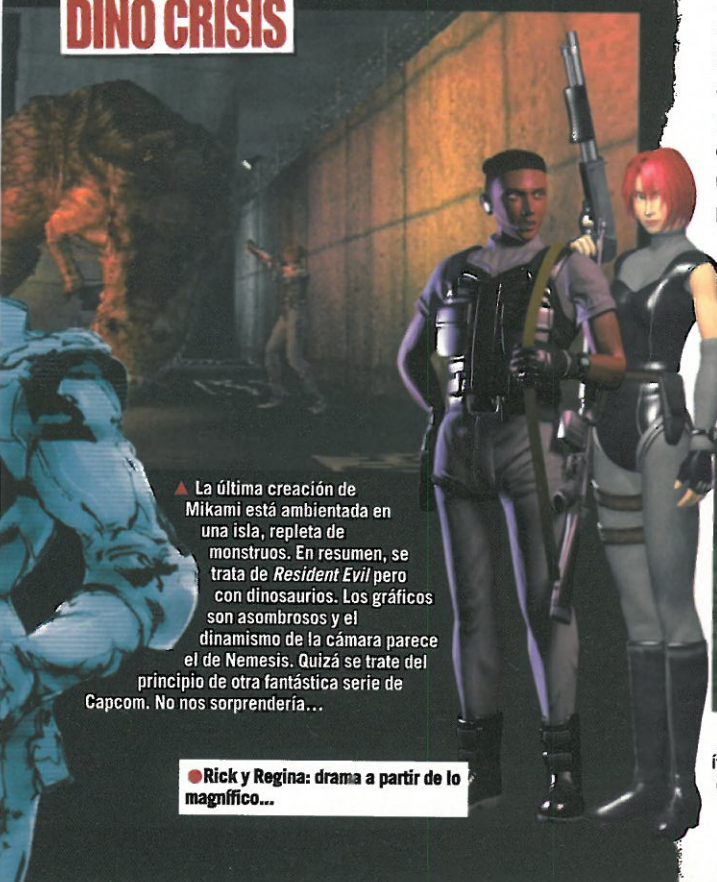 DINO CRISIS
▲ La última creación de
Mikami está ambientada en
una isla, repleta de
monstruos. En resumen, se
trata de Resident Evil pero
con dinosaurios. Los gráficos
son asombrosos y el
dinamismo de la cámara parece
el de Nemesis. Quizá se trate del
principio de otra fantástica serie de
Capcom. No nos sorprendería...
●Rick y Regina: drama a partir de lo
magnífico...